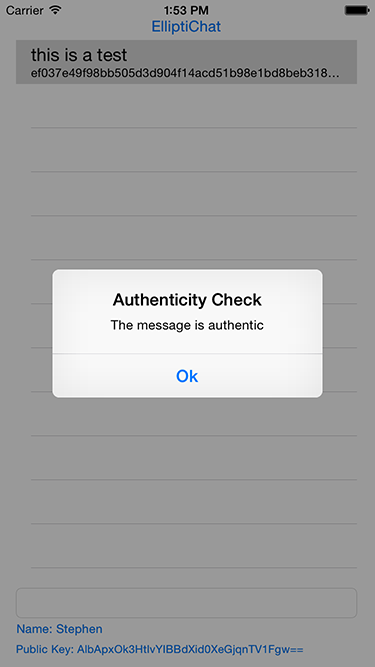 Carrier 1:53 PM
ElliptiChat
this is a test
ef037e49f98bb505d3d904f14acd51b98e1bd8beb318…
Authenticity Check
The message is authentic
Ok
Name: Stephen
Public Key: AlbApxOk3HtIvYIBBdXid0XeGjqnTV1Fgw==